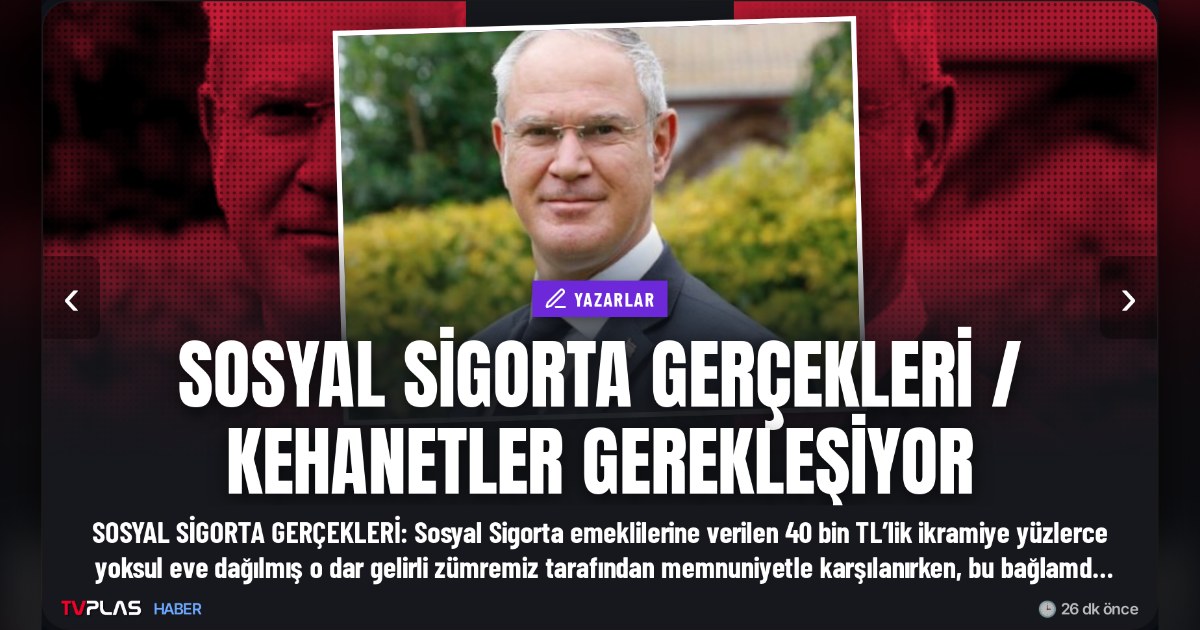 YAZARLAR
SOSYAL SİGORTA GERÇEKLERİ /
KEHANETLER GEREKLEŞİYOR
SOSYAL SİGORTA GERÇEKLERİ: Sosyal Sigorta emeklilerine verilen 40 bin TL’lik ikramiye yüzlerce
yoksul eve dağılmış o dar gelirli zümremiz tarafından memnuniyetle karşılanırken, bu bağlamd...
TVPLAS HABER
26 dk önce